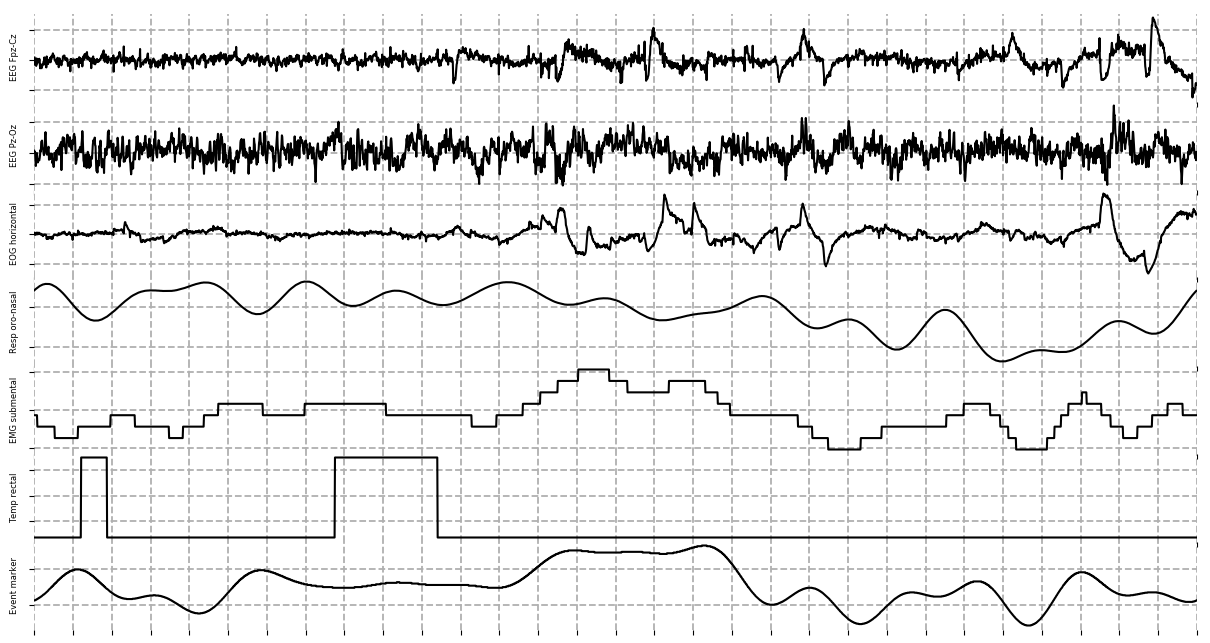 EEG Fpz-Cz
EEG Pz-Oz
EOG horizontal
Resp oro-nasal
EMG submental
Temp rectal
Event marker